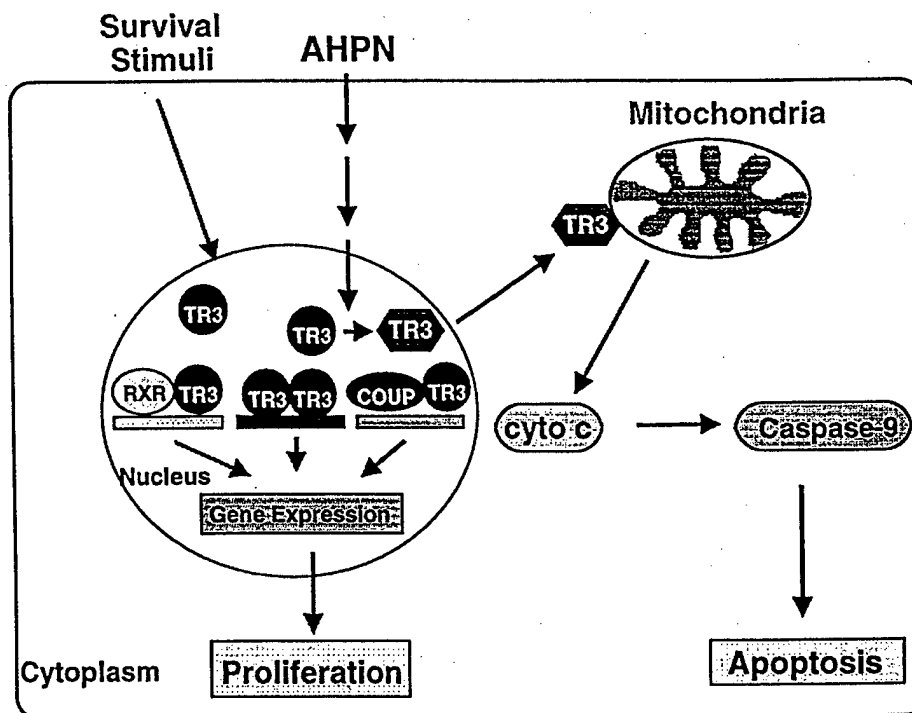 Survival
Stimuli
AHPN
Mitochondria
TR3
TR3
TR3
TR3
RXR
TR3
TR3
TR3
COUP
TR3
cyto c
Caspase-9
Nucleus
Gene Expression
Cytoplasm
Proliferation
Apoptosis